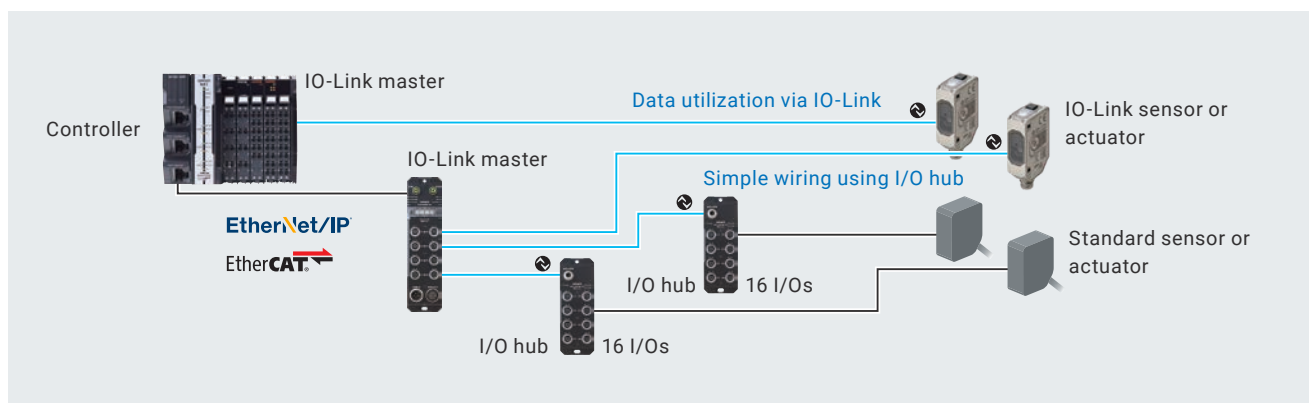 IO-Link master
Data utilization via IO-Link
Controller
IO-Link sensor or
actuator
IO-Link master
Simple wiring using I/O hub
EtherNet/IP
EtherCAT®
Standard sensor or
actuator
I/O hub
16 I/Os
I/O hub
16 I/Os